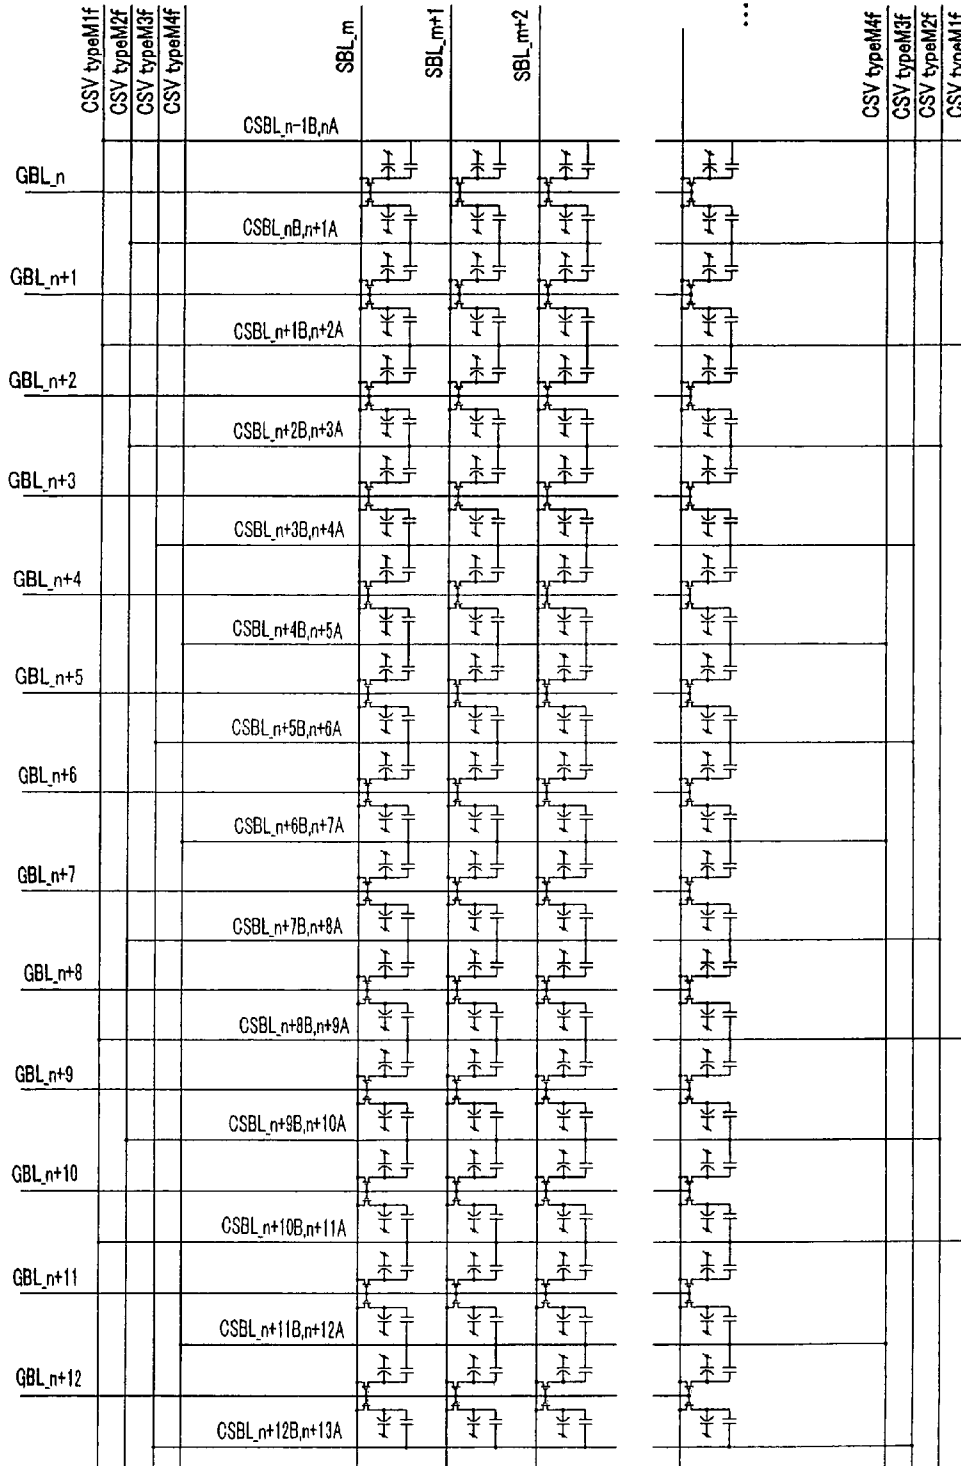 CSV typeM1f
CSV typeM2f
CSV typeM3f
CSV typeM4f
SBL_m
SBL_m+1
SBL_m+2
...
CSV typeM4f
CSV typeM3f
CSV typeM2f
CSV typeM1f
CSBL_n-1B,nA
GBL_n
CSBL_nB,n+1A
GBL_n+1
CSBL_n+1B,n+2A
GBL_n+2
CSBL_n+2B,n+3A
GBL_n+3
CSBL_n+3B,n+4A
GBL_n+4
CSBL_n+4B,n+5A
GBL_n+5
CSBL_n+5B,n+6A
GBL_n+6
CSBL_n+6B,n+7A
GBL_n+7
CSBL_n+7B,n+8A
GBL_n+8
CSBL_n+8B,n+9A
GBL_n+9
CSBL_n+9B,n+10A
GBL_n+10
CSBL_n+10B,n+11A
GBL_n+11
CSBL_n+11B,n+12A
GBL_n+12
CSBL_n+12B,n+13A